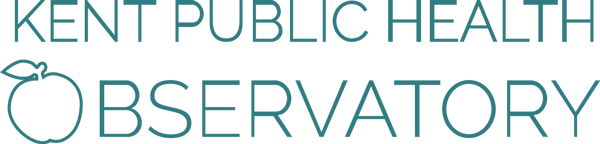 KENT PUBLIC HEALTH
OBSERVATORY